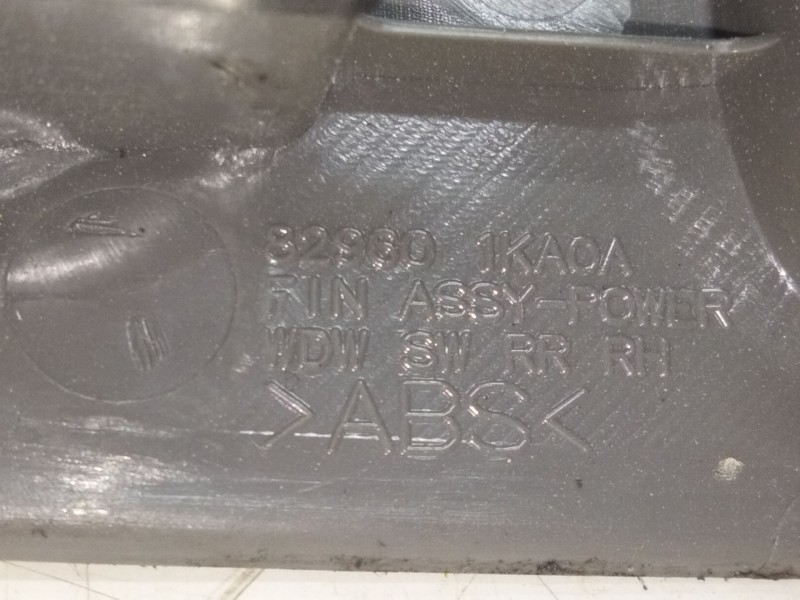 82960 1KA0A
FIN ASSY-POWER
WDW SW RR RH
>ABS<